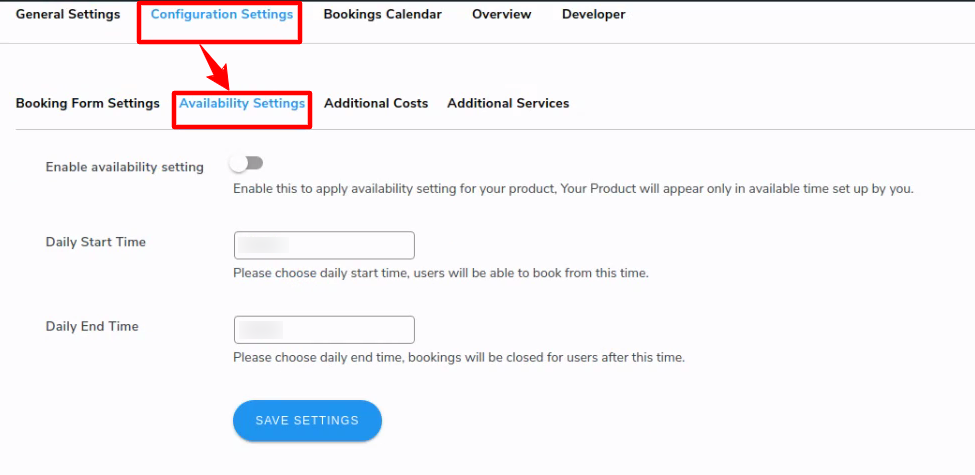 General Settings Configuration Settings Bookings Calendar Overview Developer
Booking Form Settings Availability Settings Additional Costs Additional Services
Enable availability setting
Enable this to apply availability setting for your product, Your Product will appear only in available time set up by you.
Daily Start Time
Please choose daily start time, users will be able to book from this time.
Daily End Time
Please choose daily end time, bookings will be closed for users after this time.
SAVE SETTINGS